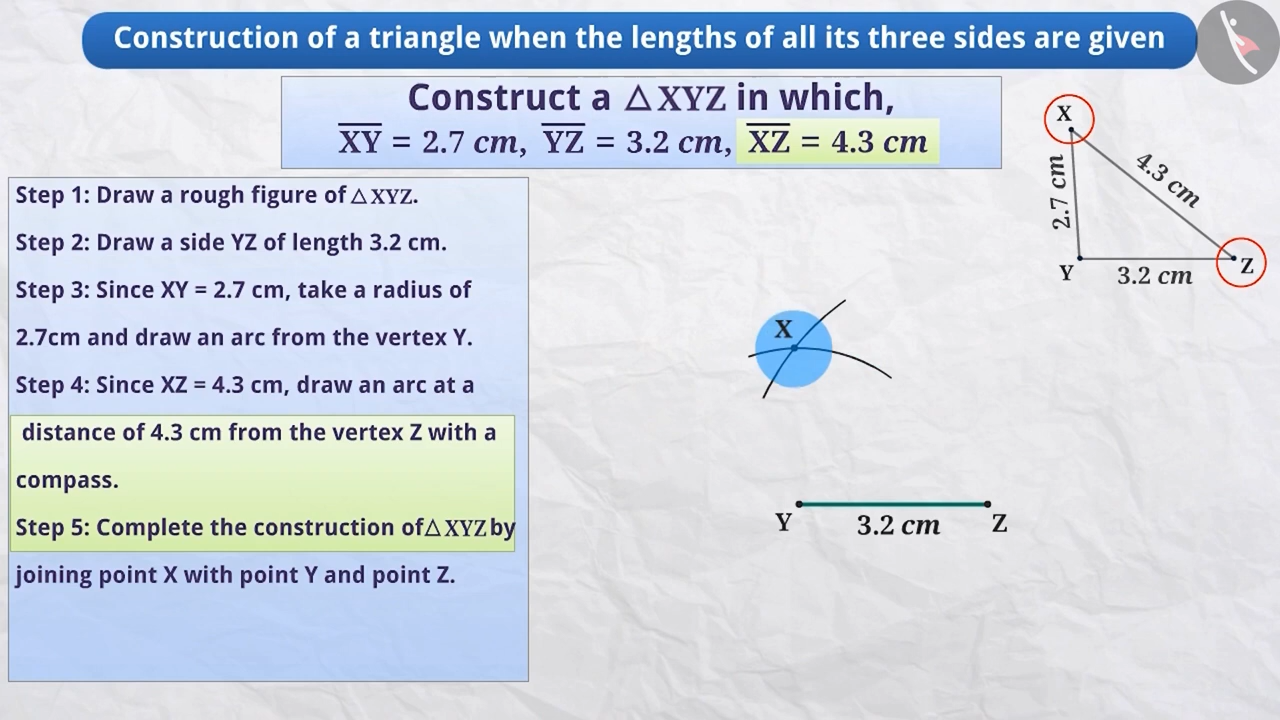 Construction of a triangle when the lengths of all its three sides are given
Construct a △XYZ in which,
X̅Y̅ = 2.7 cm, Y̅Z̅ = 3.2 cm, X̅Z̅ = 4.3 cm
Step 1: Draw a rough figure of △XYZ.
Step 2: Draw a side YZ of length 3.2 cm.
Step 3: Since XY = 2.7 cm, take a radius of
2.7cm and draw an arc from the vertex Y.
Step 4: Since XZ = 4.3 cm, draw an arc at a
distance of 4.3 cm from the vertex Z with a
compass.
Step 5: Complete the construction of△XYZ by
joining point X with point Y and point Z.
X
2.7 cm
4.3 cm
Y
3.2 cm
Z
X
Y
3.2 cm
Z